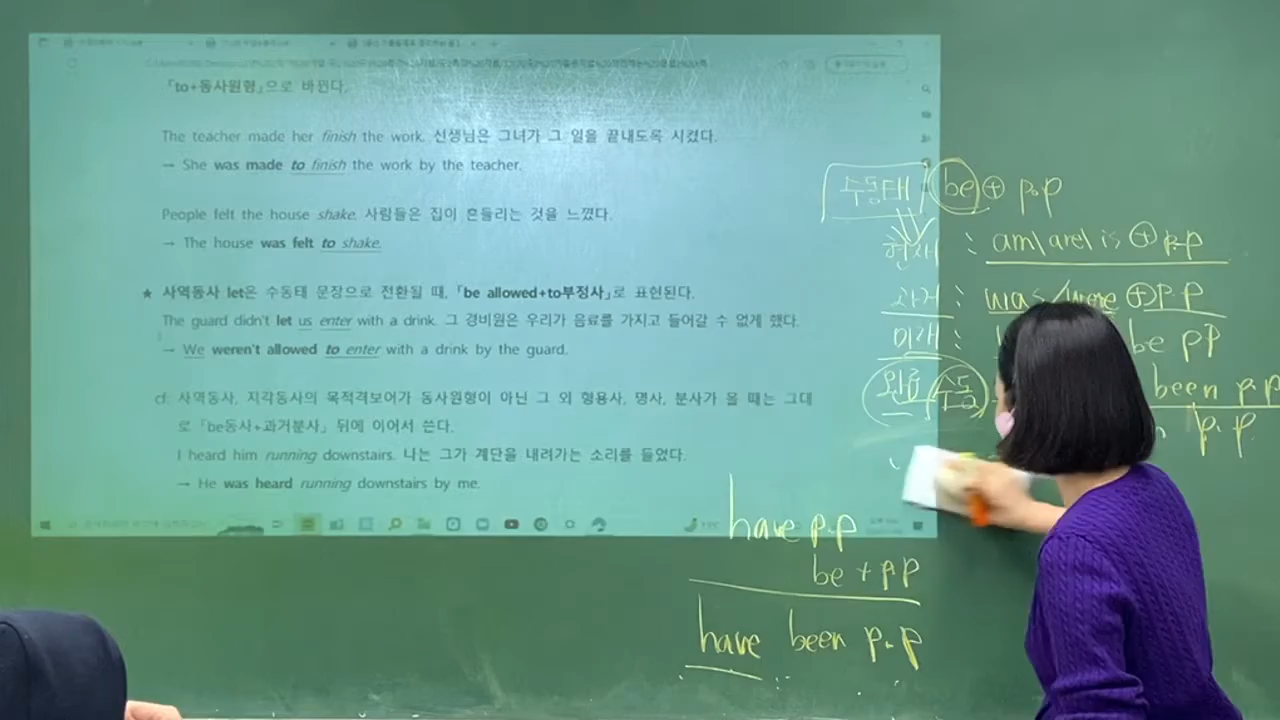 「to+동사원형」으로 바뀐다.
The teacher made her finish the work. 선생님은 그녀가 그 일을 끝내도록 시켰다.
→ She was made to finish the work by the teacher.
People felt the house shake. 사람들은 집이 흔들리는 것을 느꼈다.
→ The house was felt to shake.
★ 사역동사 let은 수동태 문장으로 전환될 때, 「be allowed+to부정사」로 표현된다.
The guard didn't let us enter with a drink. 그 경비원은 우리가 음료를 가지고 들어갈 수 없게 했다.
→ We weren't allowed to enter with a drink by the guard.
cf. 사역동사, 지각동사의 목적격보어가 동사원형이 아닌 그 외 형용사, 명사, 분사가 올 때는 그대
로 「be동사+과거분사」 뒤에 이어서 쓴다.
I heard him running downstairs. 나는 그가 계단을 내려가는 소리를 들었다.
→ He was heard running downstairs by me.
수동태 be + p.p
현재 : am/are/is + p.p
과거 : was/were + p.p
미래 : be pp
완료 수동 been p.p
p.p
have p.p
be + p.p
have been p.p